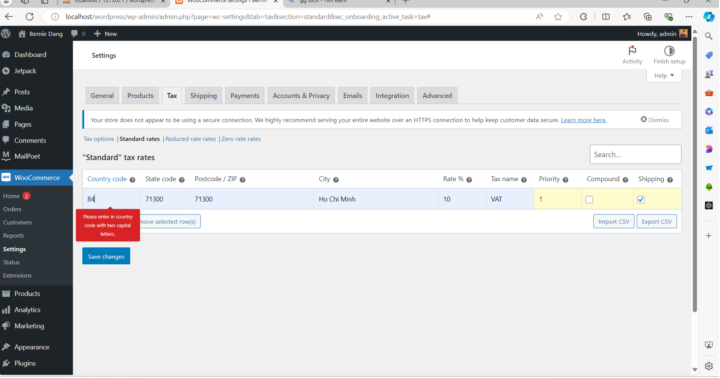 localhost/wordpress/wp-admin/admin.php?page=wc-settings&tab=tax&section=standard&wc_onboarding_active_task=tax#
Bernie Dang 0 New
Howdy, admin
Dashboard
Jetpack
Posts
Media
Pages
Comments
MailPoet
WooCommerce
Home 2
Orders
Customers
Reports
Settings
Status
Extensions
Products
Analytics
Marketing
Appearance
Plugins
Settings
Activity
Finish setup
Help
General Products Tax Shipping Payments Accounts & Privacy Emails Integration Advanced
Your store does not appear to be using a secure connection. We highly recommend serving your entire website over an HTTPS connection to help keep customer data secure. Learn more here.
Dismiss
Tax options | Standard rates | Reduced rate rates | Zero rate rates
"Standard" tax rates
Search...
Country code State code Postcode / ZIP City Rate % Tax name Priority Compound Shipping
84 71300 71300 Ho Chi Minh 10 VAT 1
Please enter in country
code with two capital
letters.
move selected row(s)
Import CSV Export CSV
Save changes